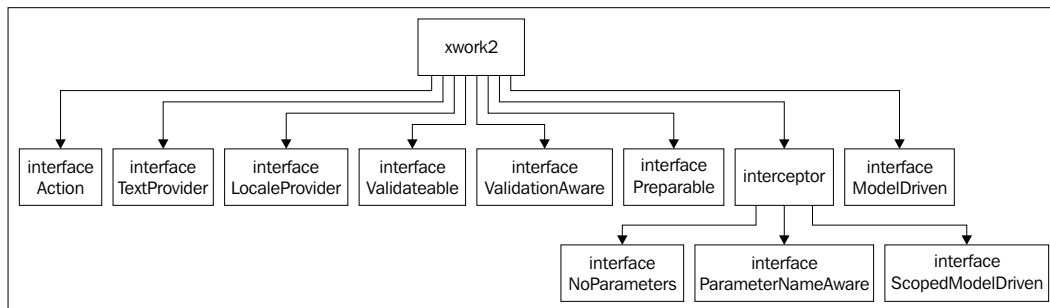 xwork2
interface
Action
interface
TextProvider
interface
LocaleProvider
interface
Validateable
interface
ValidationAware
interface
Preparable
interceptor
interface
ModelDriven
interface
NoParameters
interface
ParameterNameAware
interface
ScopedModelDriven